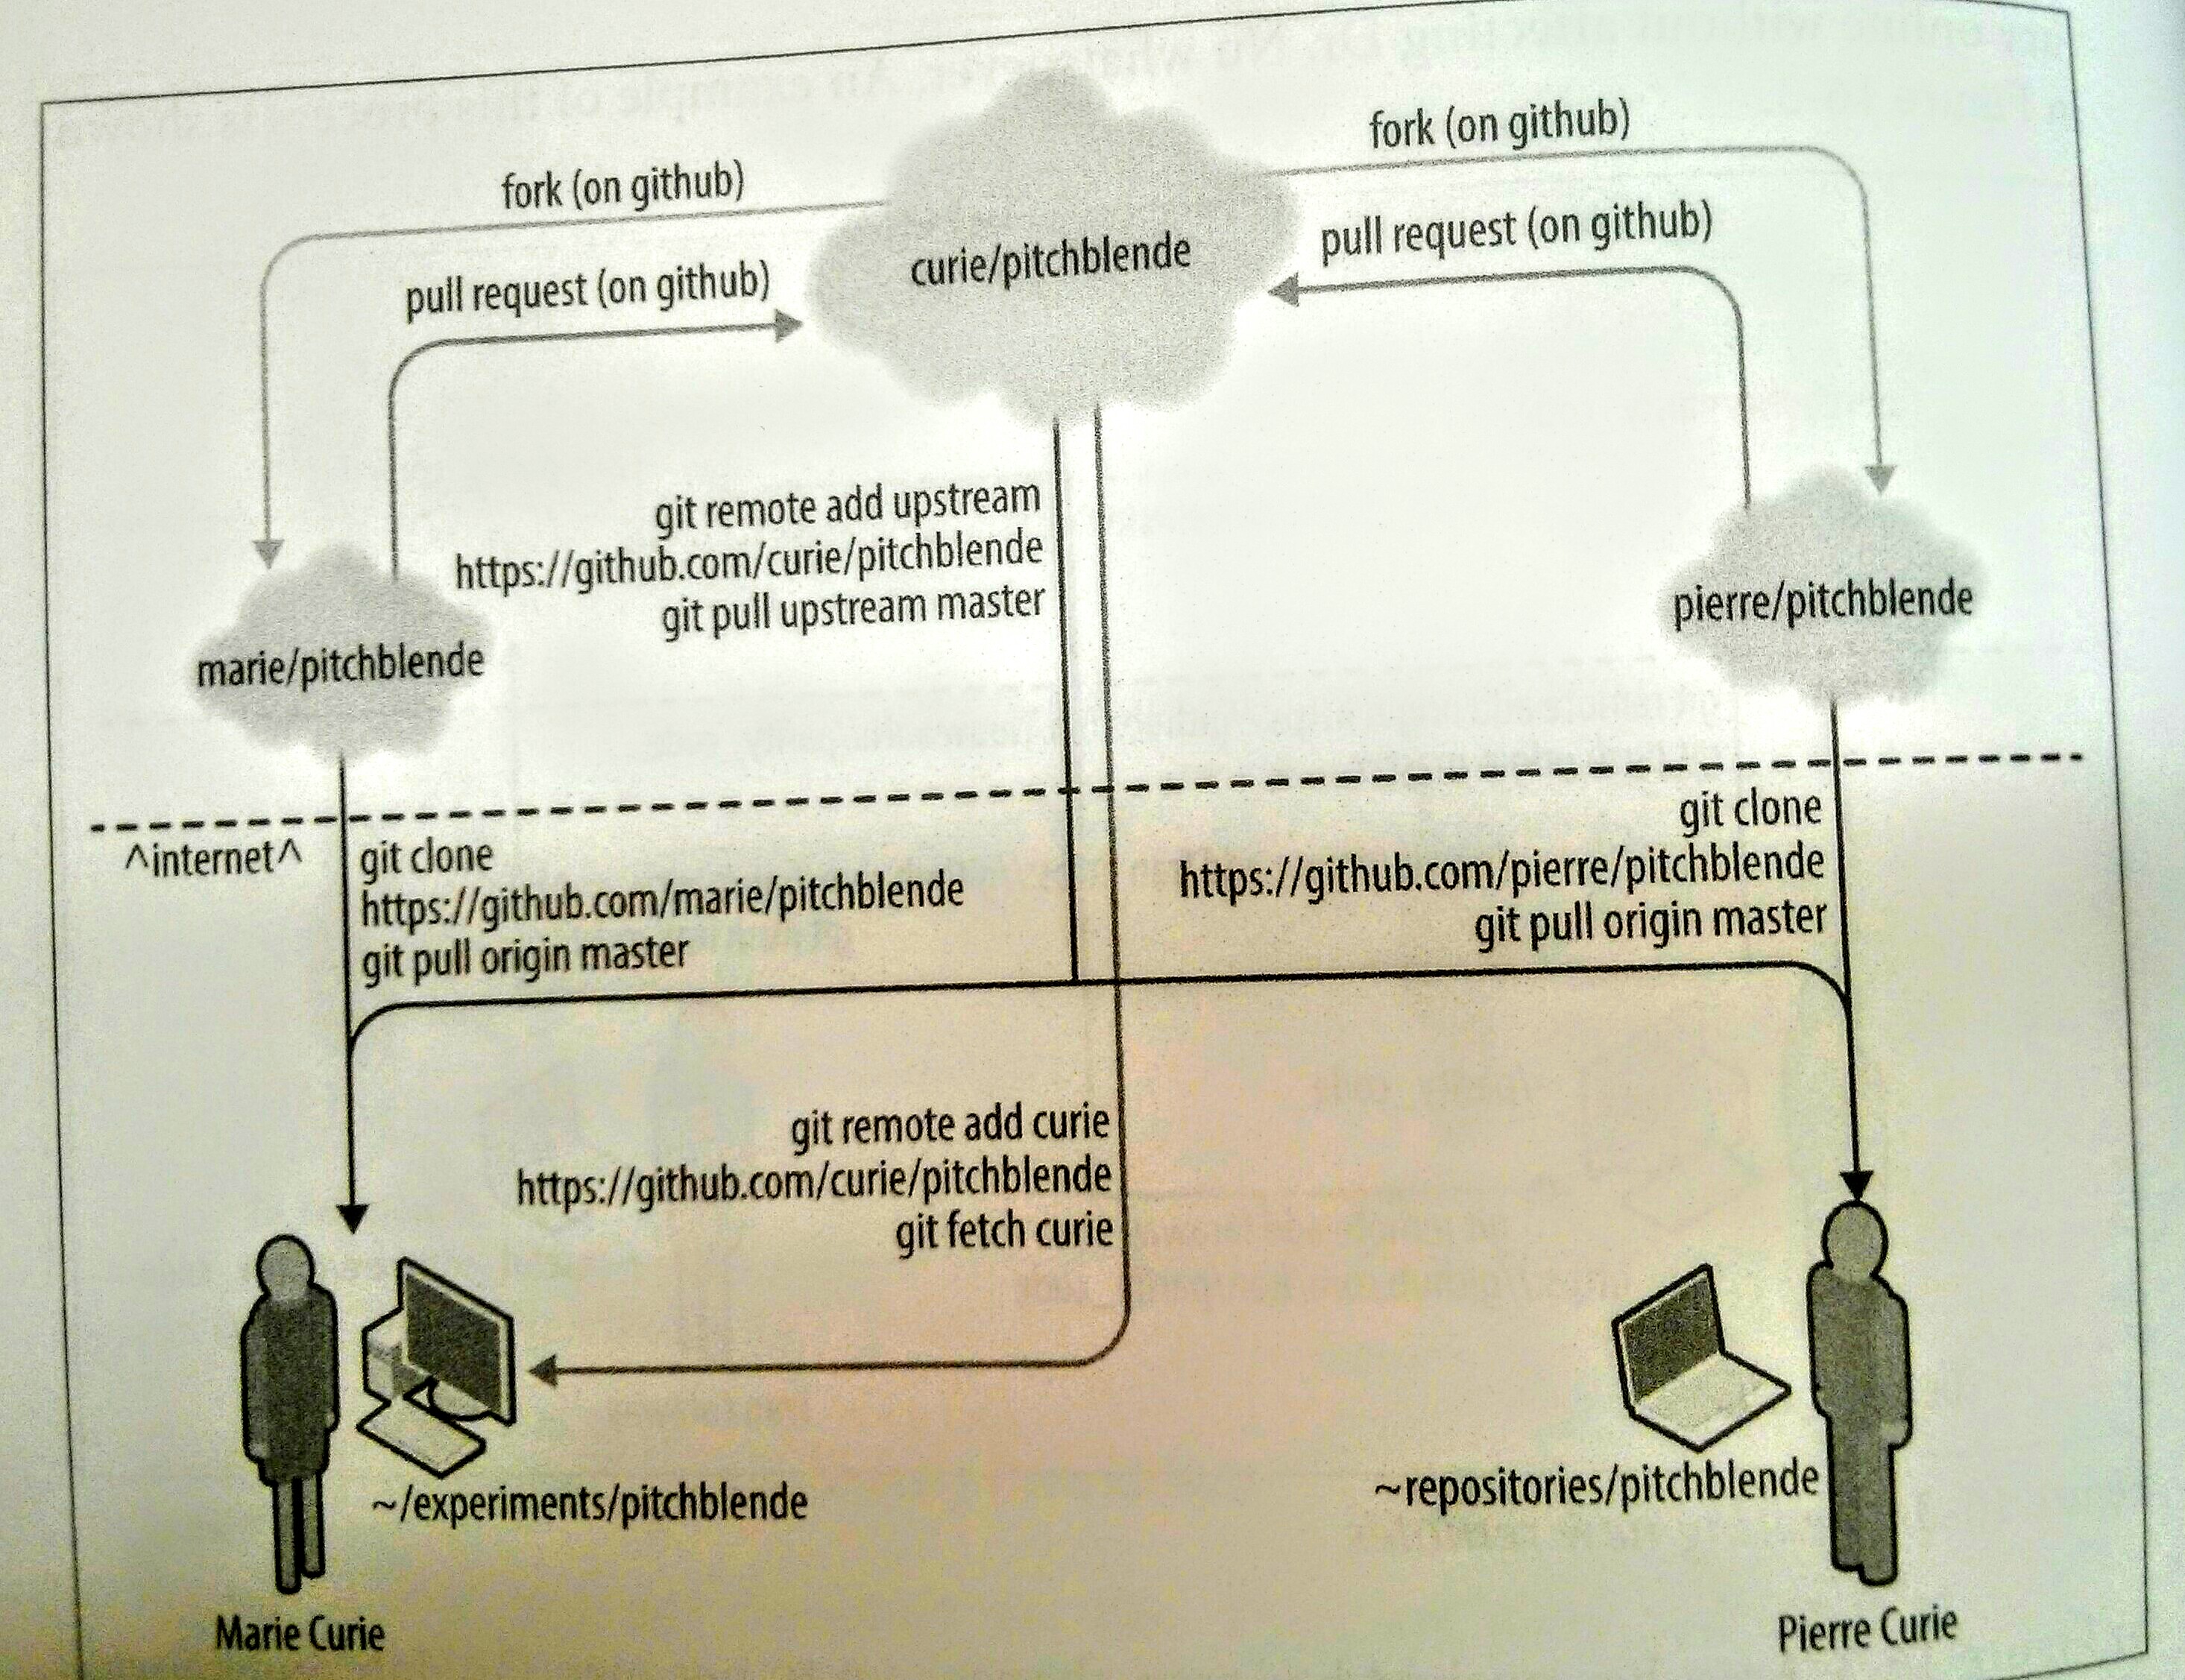 fork (on github)
fork (on github)
pull request (on github)
pull request (on github)
curie/pitchblende
git remote add upstream
https://github.com/curie/pitchblende
git pull upstream master
marie/pitchblende
pierre/pitchblende
^internet^
git clone
https://github.com/marie/pitchblende
git pull origin master
git clone
https://github.com/pierre/pitchblende
git pull origin master
git remote add curie
https://github.com/curie/pitchblende
git fetch curie
~/experiments/pitchblende
~repositories/pitchblende
Marie Curie
Pierre Curie